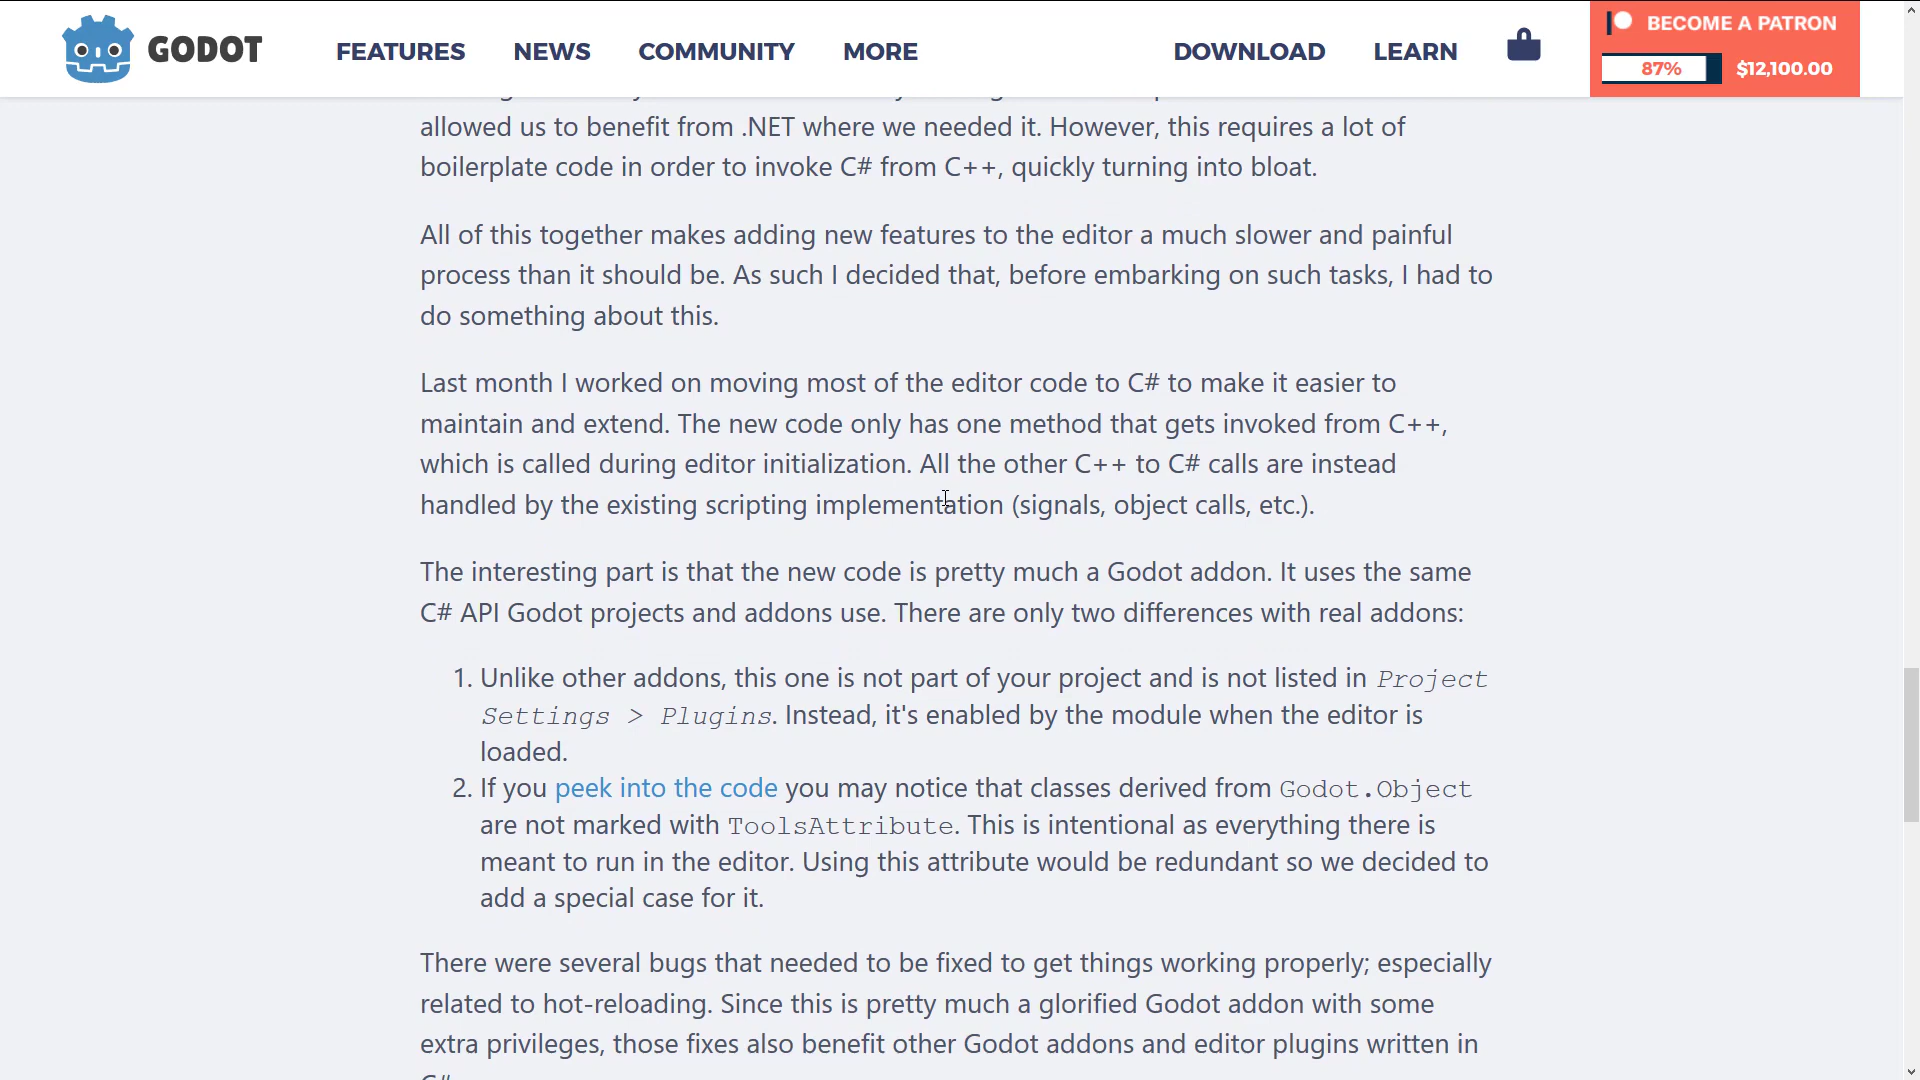 GODOT
FEATURES
NEWS
COMMUNITY
MORE
DOWNLOAD
LEARN
BECOME A PATRON
87%
$12,100.00
allowed us to benefit from .NET where we needed it. However, this requires a lot of
boilerplate code in order to invoke C# from C++, quickly turning into bloat.
All of this together makes adding new features to the editor a much slower and painful
process than it should be. As such I decided that, before embarking on such tasks, I had to
do something about this.
Last month I worked on moving most of the editor code to C# to make it easier to
maintain and extend. The new code only has one method that gets invoked from C++,
which is called during editor initialization. All the other C++ to C# calls are instead
handled by the existing scripting implementation (signals, object calls, etc.).
The interesting part is that the new code is pretty much a Godot addon. It uses the same
C# API Godot projects and addons use. There are only two differences with real addons:
1. Unlike other addons, this one is not part of your project and is not listed in Project
Settings > Plugins. Instead, it's enabled by the module when the editor is
loaded.
2. If you peek into the code you may notice that classes derived from Godot.Object
are not marked with ToolsAttribute. This is intentional as everything there is
meant to run in the editor. Using this attribute would be redundant so we decided to
add a special case for it.
There were several bugs that needed to be fixed to get things working properly; especially
related to hot-reloading. Since this is pretty much a glorified Godot addon with some
extra privileges, those fixes also benefit other Godot addons and editor plugins written in
C#